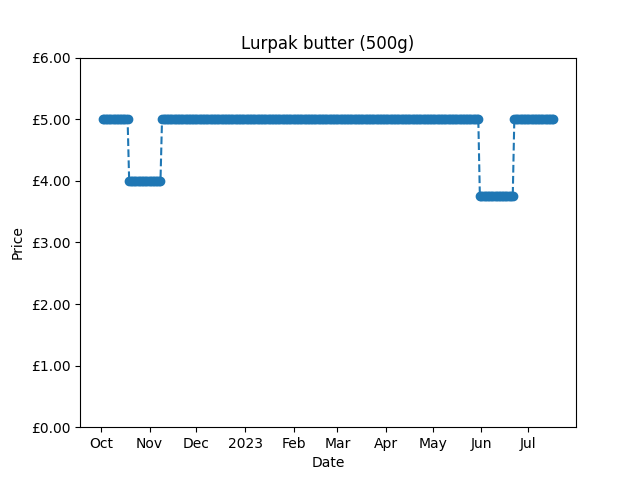 Lurpak butter (500g)
£6.00
£5.00
£4.00
£3.00
£2.00
£1.00
£0.00
Price
Oct Nov Dec 2023 Feb Mar Apr May Jun Jul
Date